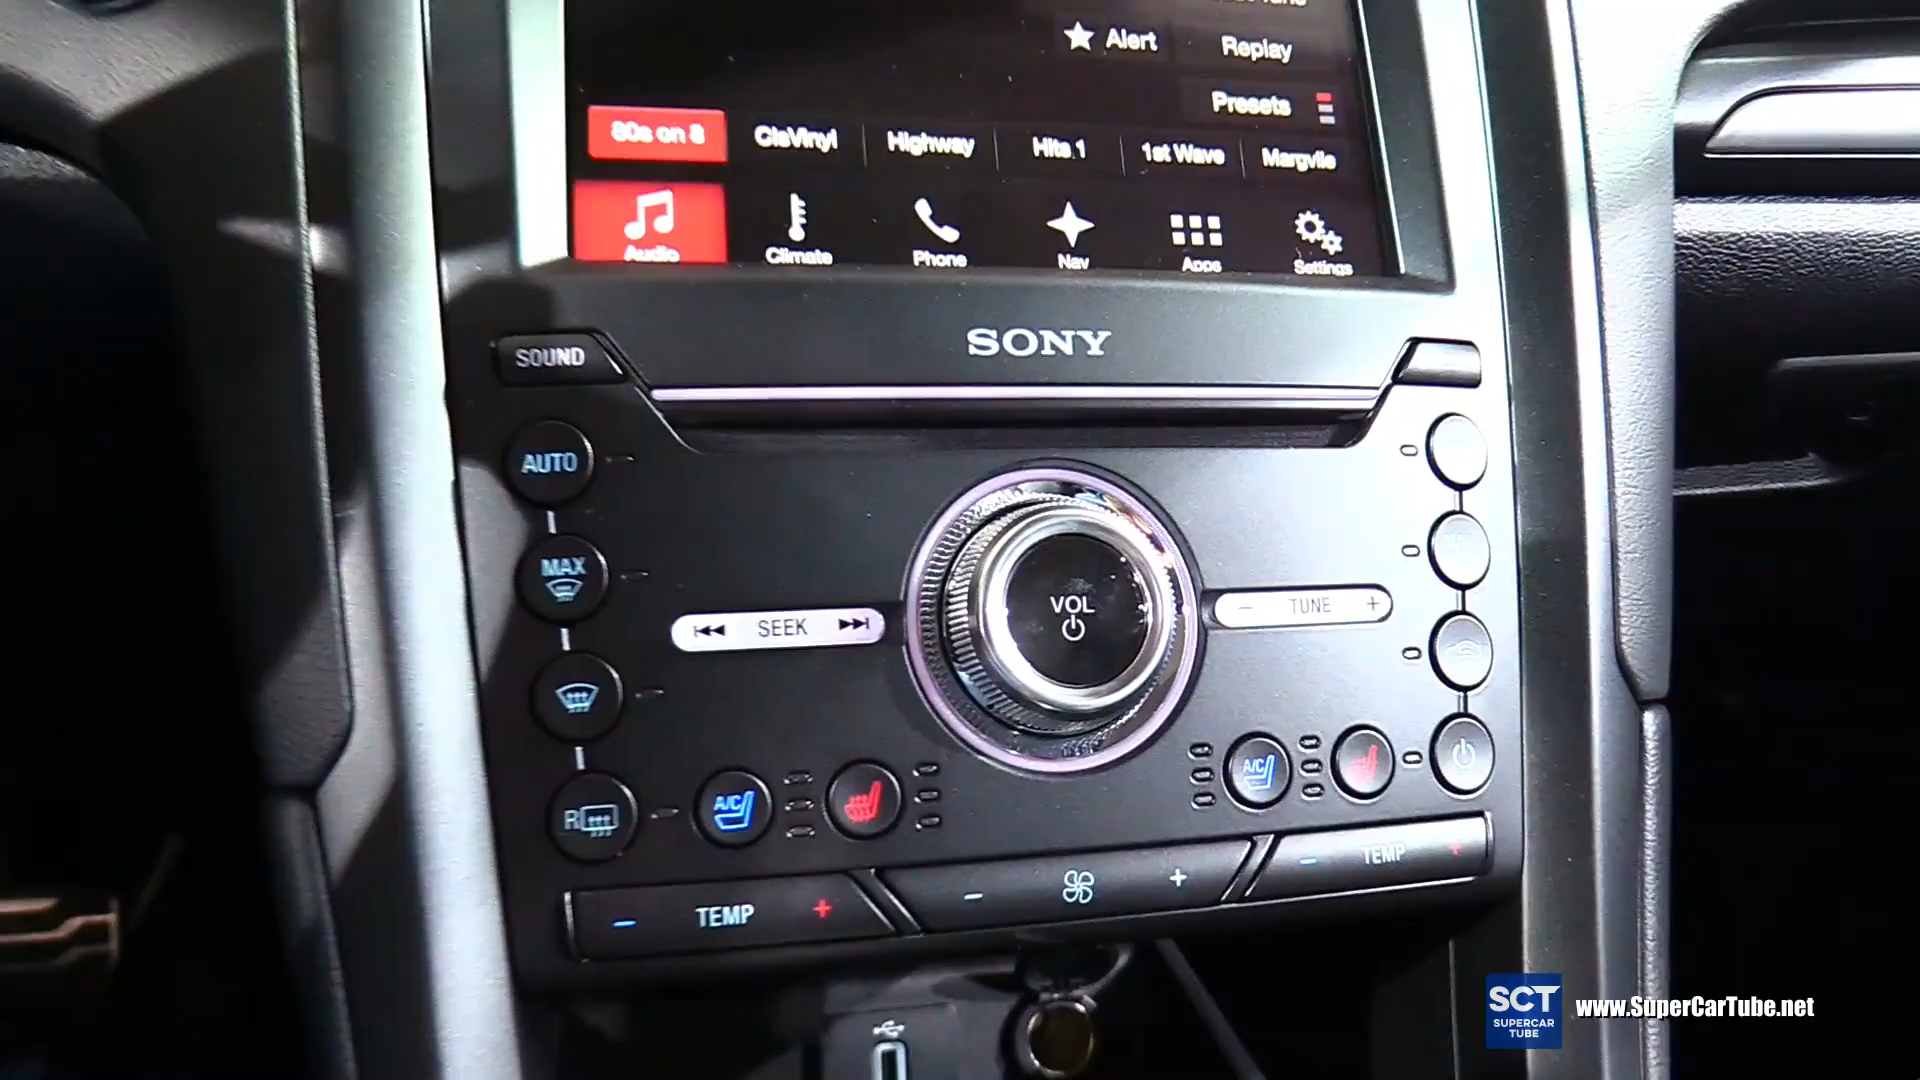 Alert
Replay
Presets
80s on 8 ClsVinyl Highway Hits 1 1st Wave Margvlle
Audio Climate Phone Nav Apps Settings
SONY
SOUND
AUTO
MAX
VOL
SEEK
− TUNE +
A/C
A/C
R
− TEMP +
− +
− TEMP +
SCT
SUPERCAR
TUBE
www.SuperCarTube.net